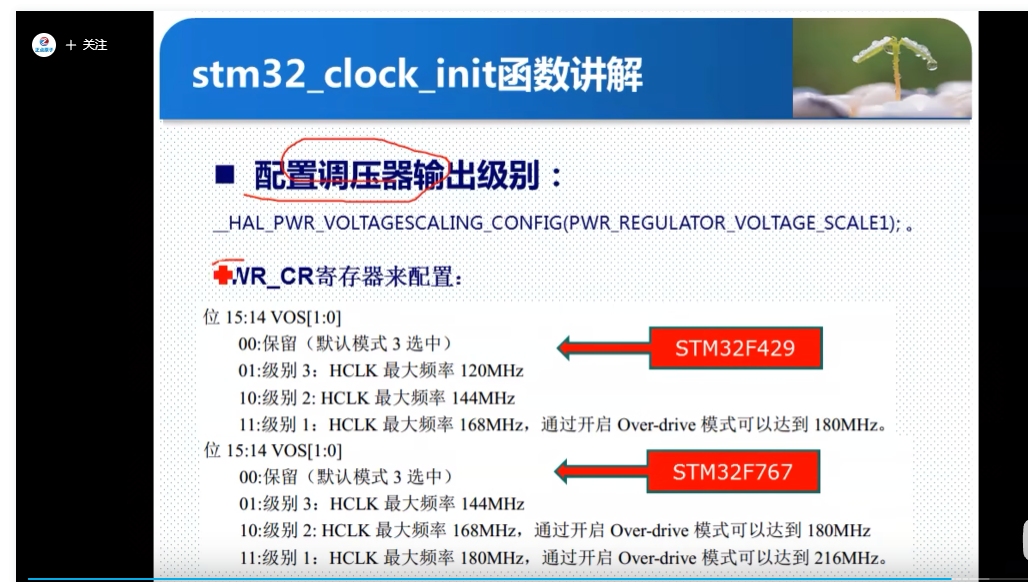 + 关注
stm32_clock_init函数讲解
■ 配置调压器输出级别：
__HAL_PWR_VOLTAGESCALING_CONFIG(PWR_REGULATOR_VOLTAGE_SCALE1); 。
WR_CR寄存器来配置：
位 15:14 VOS[1:0]
00:保留（默认模式 3 选中）
STM32F429
01:级别 3：HCLK 最大频率 120MHz
10:级别 2: HCLK 最大频率 144MHz
11:级别 1：HCLK 最大频率 168MHz，通过开启 Over-drive 模式可以达到 180MHz。
位 15:14 VOS[1:0]
00:保留（默认模式 3 选中）
STM32F767
01:级别 3：HCLK 最大频率 144MHz
10:级别 2: HCLK 最大频率 168MHz，通过开启 Over-drive 模式可以达到 180MHz
11:级别 1：HCLK 最大频率 180MHz，通过开启 Over-drive 模式可以达到 216MHz。